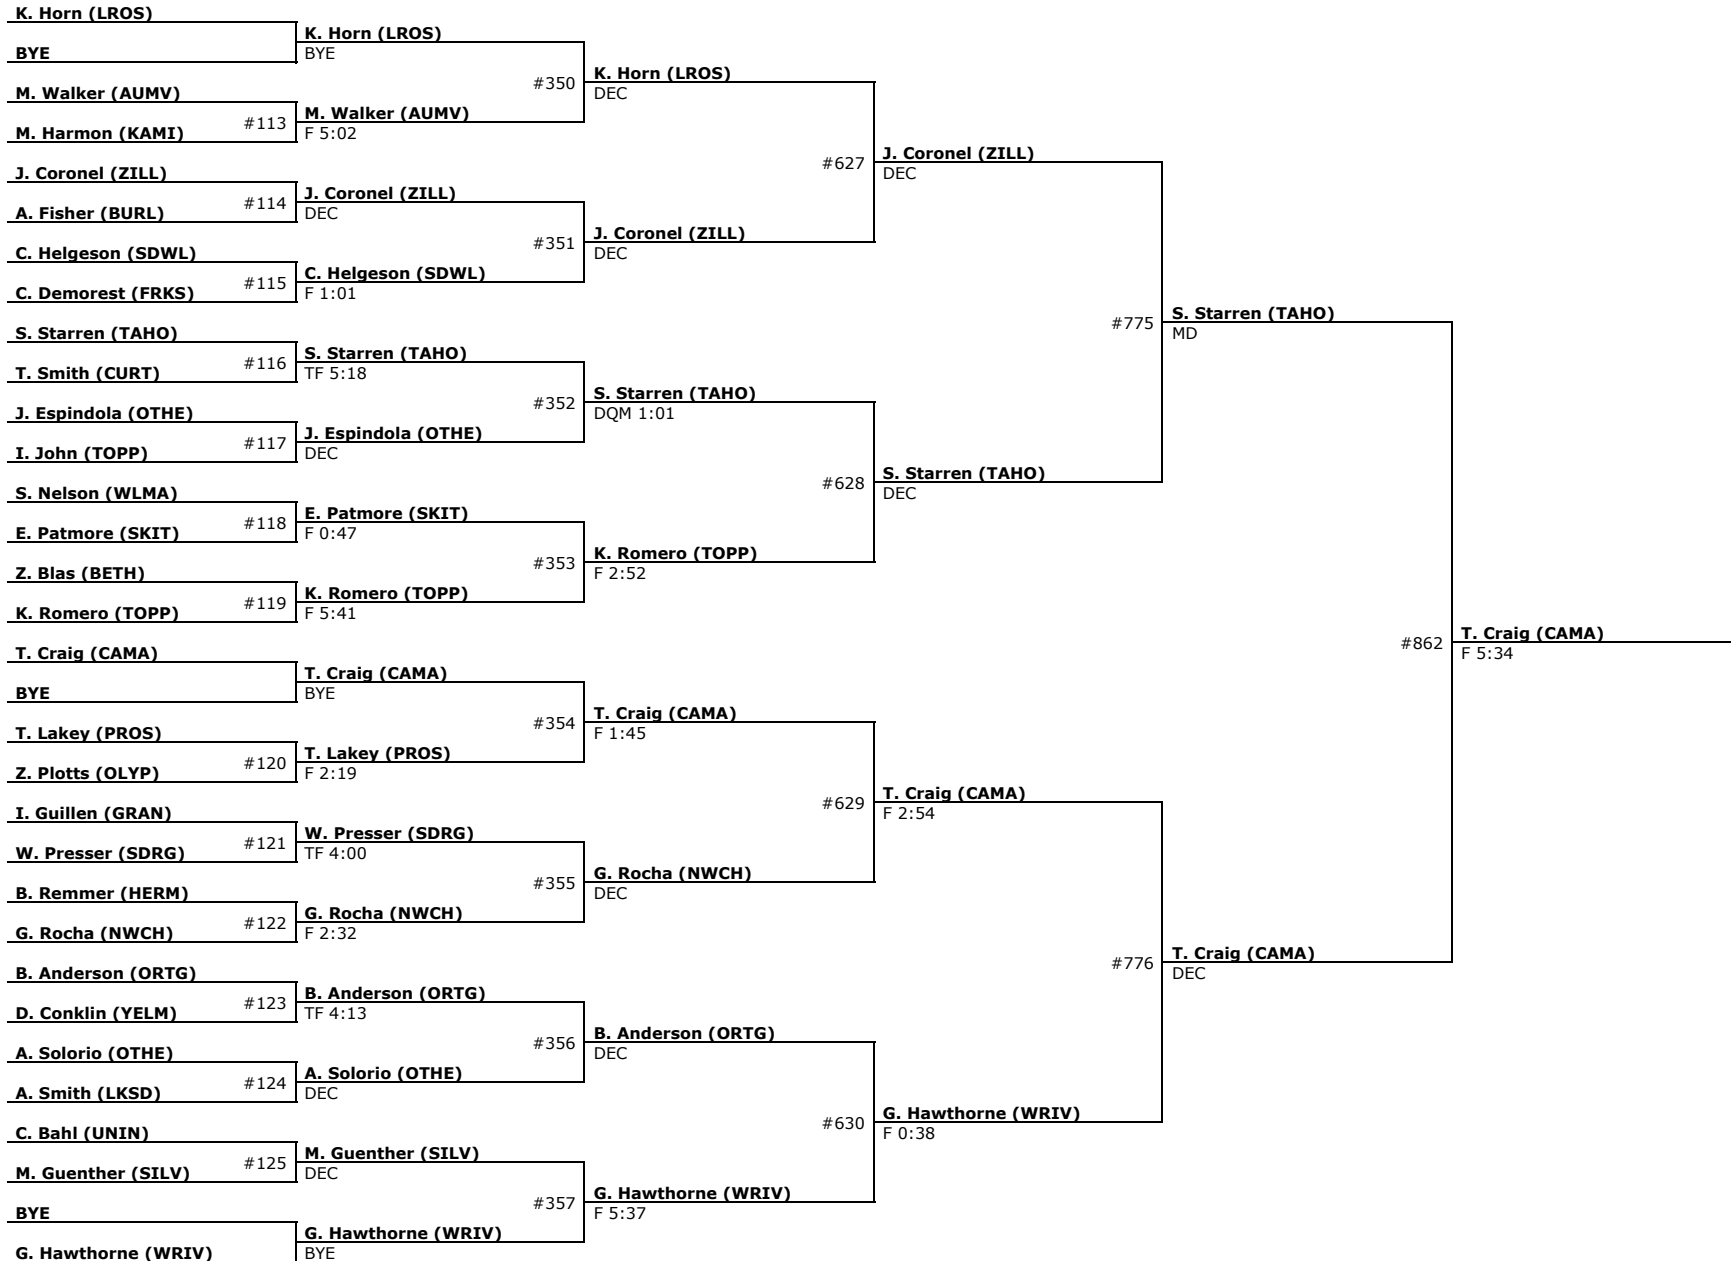 K. Horn (LROS)
BYE
M. Walker (AUMV)
M. Harmon (KAMI)
J. Coronel (ZILL)
A. Fisher (BURL)
C. Helgeson (SDWL)
C. Demorest (FRKS)
S. Starren (TAHO)
T. Smith (CURT)
J. Espindola (OTHE)
I. John (TOPP)
S. Nelson (WLMA)
E. Patmore (SKIT)
Z. Blas (BETH)
K. Romero (TOPP)
T. Craig (CAMA)
BYE
T. Lakey (PROS)
Z. Plotts (OLYP)
I. Guillen (GRAN)
W. Presser (SDRG)
B. Remmer (HERM)
G. Rocha (NWCH)
B. Anderson (ORTG)
D. Conklin (YELM)
A. Solorio (OTHE)
A. Smith (LKSD)
C. Bahl (UNIN)
M. Guenther (SILV)
BYE
G. Hawthorne (WRIV)
#113
#114
#115
#116
#117
#118
#119
#120
#121
#122
#123
#124
#125
K. Horn (LROS)
BYE
M. Walker (AUMV)
F 5:02
J. Coronel (ZILL)
DEC
C. Helgeson (SDWL)
F 1:01
S. Starren (TAHO)
TF 5:18
J. Espindola (OTHE)
DEC
E. Patmore (SKIT)
F 0:47
K. Romero (TOPP)
F 5:41
T. Craig (CAMA)
BYE
T. Lakey (PROS)
F 2:19
W. Presser (SDRG)
TF 4:00
G. Rocha (NWCH)
F 2:32
B. Anderson (ORTG)
TF 4:13
A. Solorio (OTHE)
DEC
M. Guenther (SILV)
DEC
G. Hawthorne (WRIV)
BYE
#350
#351
#352
#353
#354
#355
#356
#357
K. Horn (LROS)
DEC
J. Coronel (ZILL)
DEC
S. Starren (TAHO)
DQM 1:01
K. Romero (TOPP)
F 2:52
T. Craig (CAMA)
F 1:45
G. Rocha (NWCH)
DEC
B. Anderson (ORTG)
DEC
G. Hawthorne (WRIV)
F 5:37
#627
#628
#629
#630
J. Coronel (ZILL)
DEC
S. Starren (TAHO)
DEC
T. Craig (CAMA)
F 2:54
G. Hawthorne (WRIV)
F 0:38
#775
#776
S. Starren (TAHO)
MD
T. Craig (CAMA)
DEC
#862
T. Craig (CAMA)
F 5:34